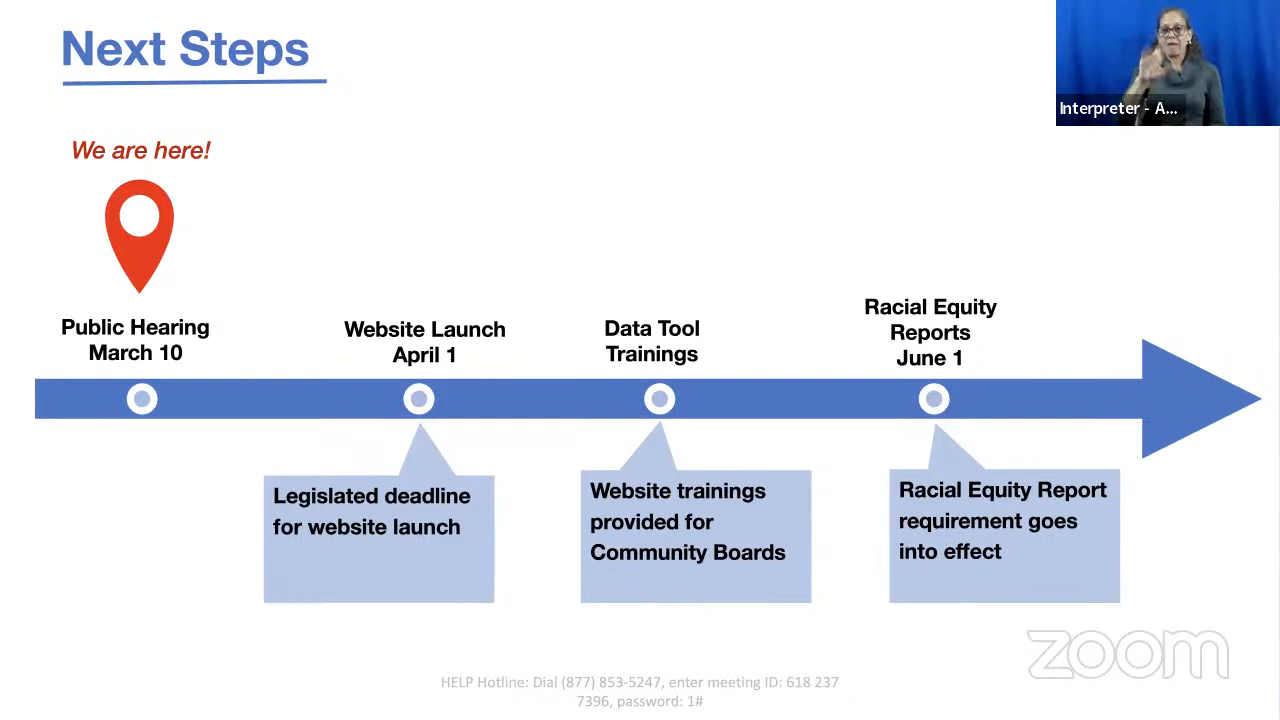 Next Steps
Interpreter - A...
We are here!
Public Hearing
March 10
Website Launch
April 1
Data Tool
Trainings
Racial Equity
Reports
June 1
Legislated deadline
for website launch
Website trainings
provided for
Community Boards
Racial Equity Report
requirement goes
into effect
zoom
HELP Hotline: Dial (877) 853-5247, enter meeting ID: 618 237
7396, password: 1#